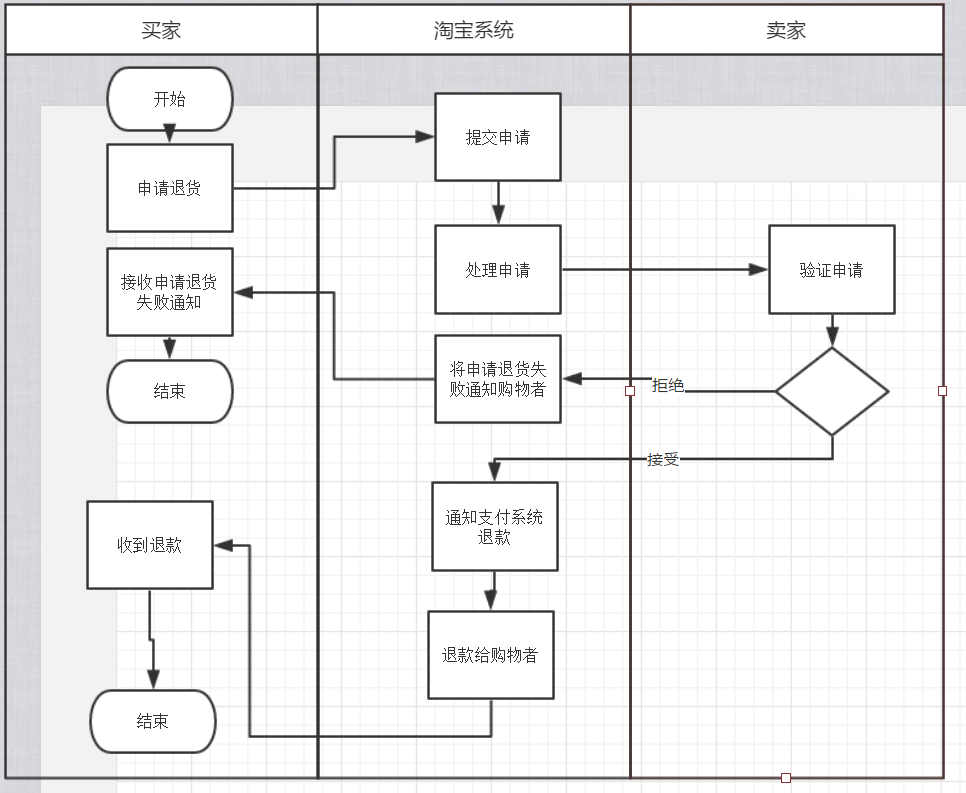 买家
淘宝系统
卖家
开始
提交申请
申请退货
处理申请
验证申请
接收申请退货
失败通知
将申请退货失
败通知购物者
拒绝
结束
接受
通知支付系统
退款
收到退款
退款给购物者
结束